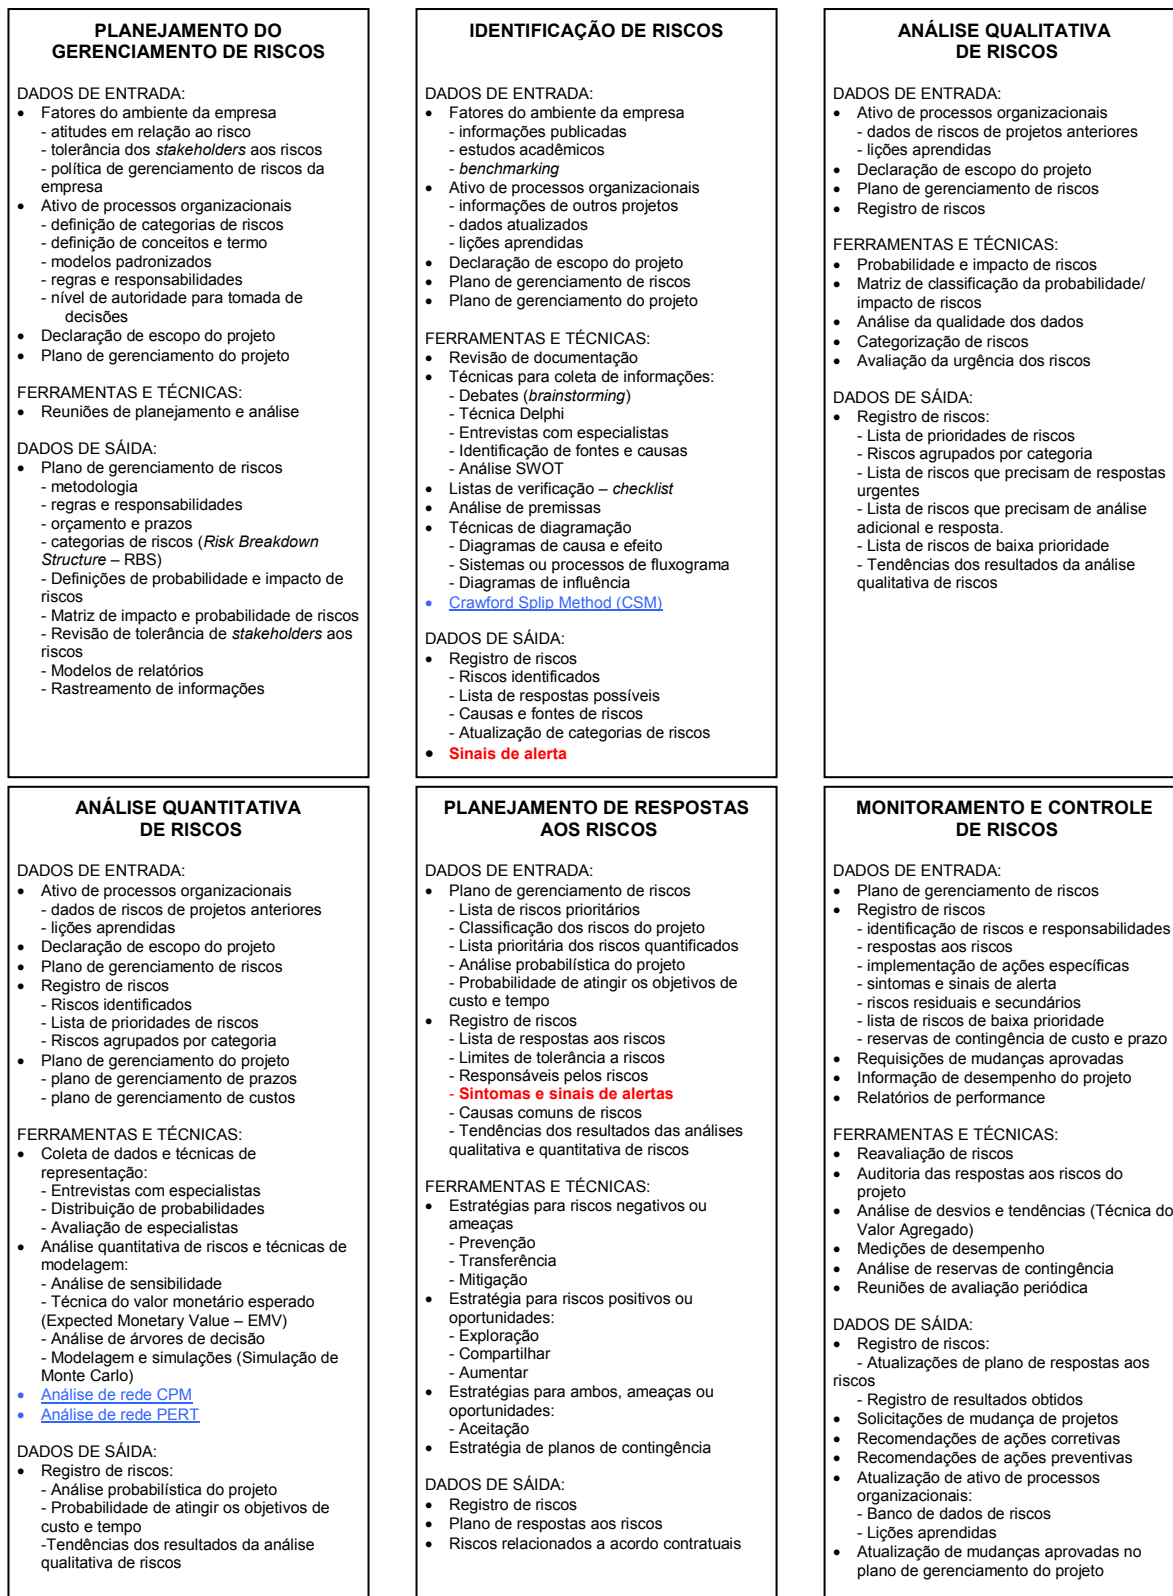 PLANEJAMENTO DO
GERENCIAMENTO DE RISCOS
DADOS DE ENTRADA:
• Fatores do ambiente da empresa
- atitudes em relação ao risco
- tolerância dos stakeholders aos riscos
- política de gerenciamento de riscos da
empresa
• Ativo de processos organizacionais
- definição de categorias de riscos
- definição de conceitos e termo
- modelos padronizados
- regras e responsabilidades
- nível de autoridade para tomada de
decisões
• Declaração de escopo do projeto
• Plano de gerenciamento do projeto
FERRAMENTAS E TÉCNICAS:
• Reuniões de planejamento e análise
DADOS DE SÁIDA:
• Plano de gerenciamento de riscos
- metodologia
- regras e responsabilidades
- orçamento e prazos
- categorias de riscos (Risk Breakdown
Structure – RBS)
- Definições de probabilidade e impacto de
riscos
- Matriz de impacto e probabilidade de riscos
- Revisão de tolerância de stakeholders aos
riscos
- Modelos de relatórios
- Rastreamento de informações
IDENTIFICAÇÃO DE RISCOS
DADOS DE ENTRADA:
• Fatores do ambiente da empresa
- informações publicadas
- estudos acadêmicos
- benchmarking
• Ativo de processos organizacionais
- informações de outros projetos
- dados atualizados
- lições aprendidas
• Declaração de escopo do projeto
• Plano de gerenciamento de riscos
• Plano de gerenciamento do projeto
FERRAMENTAS E TÉCNICAS:
• Revisão de documentação
• Técnicas para coleta de informações:
- Debates (brainstorming)
- Técnica Delphi
- Entrevistas com especialistas
- Identificação de fontes e causas
- Análise SWOT
• Listas de verificação – checklist
• Análise de premissas
• Técnicas de diagramação
- Diagramas de causa e efeito
- Sistemas ou processos de fluxograma
- Diagramas de influência
• Crawford Splip Method (CSM)
DADOS DE SÁIDA:
• Registro de riscos
- Riscos identificados
- Lista de respostas possíveis
- Causas e fontes de riscos
- Atualização de categorias de riscos
• Sinais de alerta
ANÁLISE QUALITATIVA
DE RISCOS
DADOS DE ENTRADA:
• Ativo de processos organizacionais
- dados de riscos de projetos anteriores
- lições aprendidas
• Declaração de escopo do projeto
• Plano de gerenciamento de riscos
• Registro de riscos
FERRAMENTAS E TÉCNICAS:
• Probabilidade e impacto de riscos
• Matriz de classificação da probabilidade/
impacto de riscos
• Análise da qualidade dos dados
• Categorização de riscos
• Avaliação da urgência dos riscos
DADOS DE SÁIDA:
• Registro de riscos:
- Lista de prioridades de riscos
- Riscos agrupados por categoria
- Lista de riscos que precisam de respostas
urgentes
- Lista de riscos que precisam de análise
adicional e resposta.
- Lista de riscos de baixa prioridade
- Tendências dos resultados da análise
qualitativa de riscos
ANÁLISE QUANTITATIVA
DE RISCOS
DADOS DE ENTRADA:
• Ativo de processos organizacionais
- dados de riscos de projetos anteriores
- lições aprendidas
• Declaração de escopo do projeto
• Plano de gerenciamento de riscos
• Registro de riscos
- Riscos identificados
- Lista de prioridades de riscos
- Riscos agrupados por categoria
• Plano de gerenciamento do projeto
- plano de gerenciamento de prazos
- plano de gerenciamento de custos
FERRAMENTAS E TÉCNICAS:
• Coleta de dados e técnicas de
representação:
- Entrevistas com especialistas
- Distribuição de probabilidades
- Avaliação de especialistas
• Análise quantitativa de riscos e técnicas de
modelagem:
- Análise de sensibilidade
- Técnica do valor monetário esperado
(Expected Monetary Value – EMV)
- Análise de árvores de decisão
- Modelagem e simulações (Simulação de
Monte Carlo)
• Análise de rede CPM
• Análise de rede PERT
DADOS DE SÁIDA:
• Registro de riscos:
- Análise probabilística do projeto
- Probabilidade de atingir os objetivos de
custo e tempo
-Tendências dos resultados da análise
qualitativa de riscos
PLANEJAMENTO DE RESPOSTAS
AOS RISCOS
DADOS DE ENTRADA:
• Plano de gerenciamento de riscos
- Lista de riscos prioritários
- Classificação dos riscos do projeto
- Lista prioritária dos riscos quantificados
- Análise probabilística do projeto
- Probabilidade de atingir os objetivos de
custo e tempo
• Registro de riscos
- Lista de respostas aos riscos
- Limites de tolerância a riscos
- Responsáveis pelos riscos
- Sintomas e sinais de alertas
- Causas comuns de riscos
- Tendências dos resultados das análises
qualitativa e quantitativa de riscos
FERRAMENTAS E TÉCNICAS:
• Estratégias para riscos negativos ou
ameaças
- Prevenção
- Transferência
- Mitigação
• Estratégia para riscos positivos ou
oportunidades:
- Exploração
- Compartilhar
- Aumentar
• Estratégias para ambos, ameaças ou
oportunidades:
- Aceitação
• Estratégia de planos de contingência
DADOS DE SÁIDA:
• Registro de riscos
• Plano de respostas aos riscos
• Riscos relacionados a acordo contratuais
MONITORAMENTO E CONTROLE
DE RISCOS
DADOS DE ENTRADA:
• Plano de gerenciamento de riscos
• Registro de riscos
- identificação de riscos e responsabilidades
- respostas aos riscos
- implementação de ações específicas
- sintomas e sinais de alerta
- riscos residuais e secundários
- lista de riscos de baixa prioridade
- reservas de contingência de custo e prazo
• Requisições de mudanças aprovadas
• Informação de desempenho do projeto
• Relatórios de performance
FERRAMENTAS E TÉCNICAS:
• Reavaliação de riscos
• Auditoria das respostas aos riscos do
projeto
• Análise de desvios e tendências (Técnica do
Valor Agregado)
• Medições de desempenho
• Análise de reservas de contingência
• Reuniões de avaliação periódica
DADOS DE SÁIDA:
• Registro de riscos:
- Atualizações de plano de respostas aos
riscos
- Registro de resultados obtidos
• Solicitações de mudança de projetos
• Recomendações de ações corretivas
• Recomendações de ações preventivas
• Atualização de ativo de processos
organizacionais:
- Banco de dados de riscos
- Lições aprendidas
• Atualização de mudanças aprovadas no
plano de gerenciamento do projeto